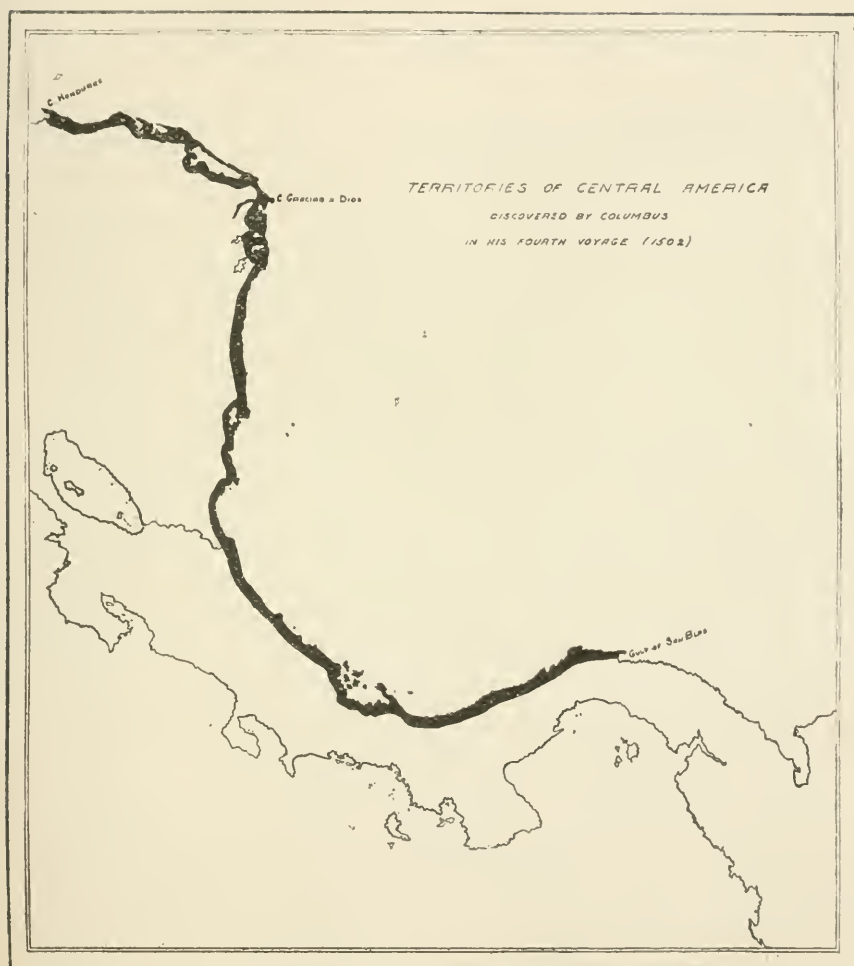 C. HONDURAS
TERRITORIES OF CENTRAL AMERICA
C GRACIAS A DIOS
DISCOVERED BY COLUMBUS
IN HIS FOURTH VOYAGE (1502)
GULF OF SAN BLAS